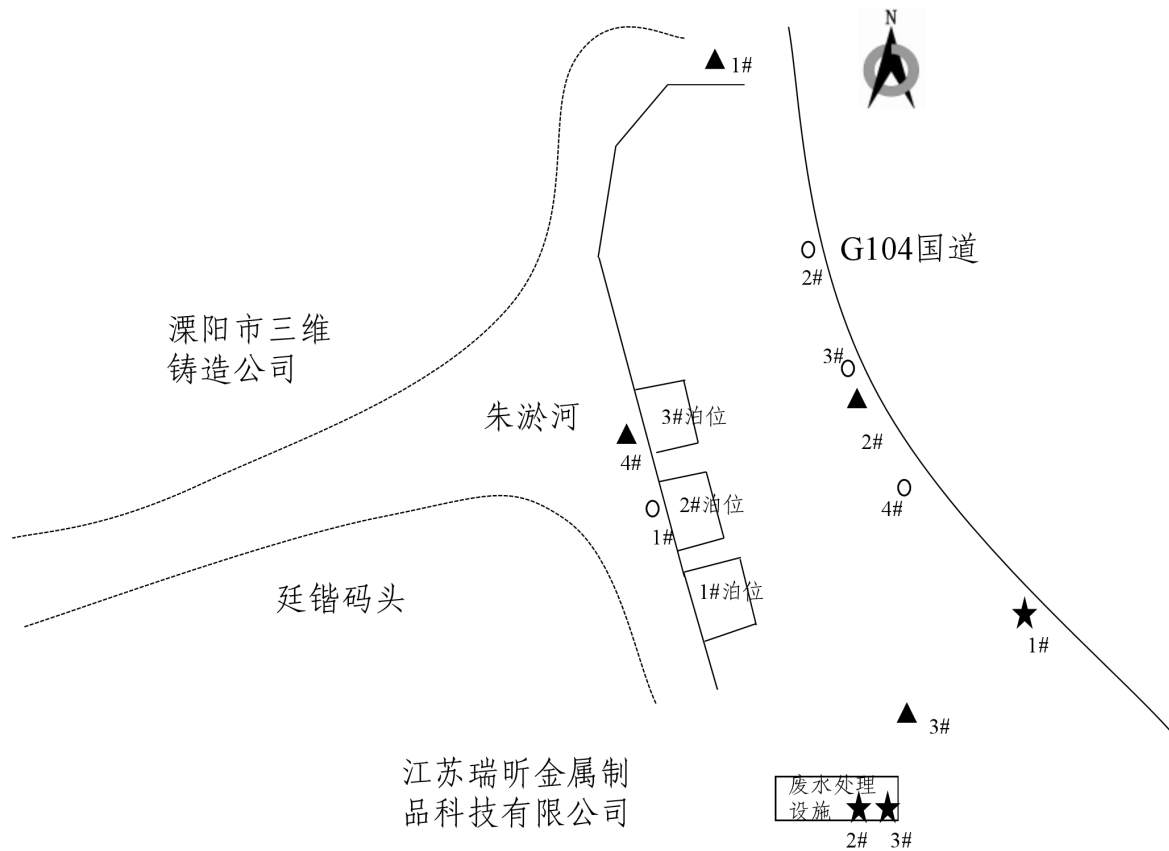 N
1#
G104国道
2#
溧阳市三维
铸造公司
3#
朱淤河
3#泊位
2#
4#
2#泊位
4#
1#
廷锴码头
1#泊位
1#
3#
江苏瑞昕金属制
品科技有限公司
废水处理
设施
2#
3#